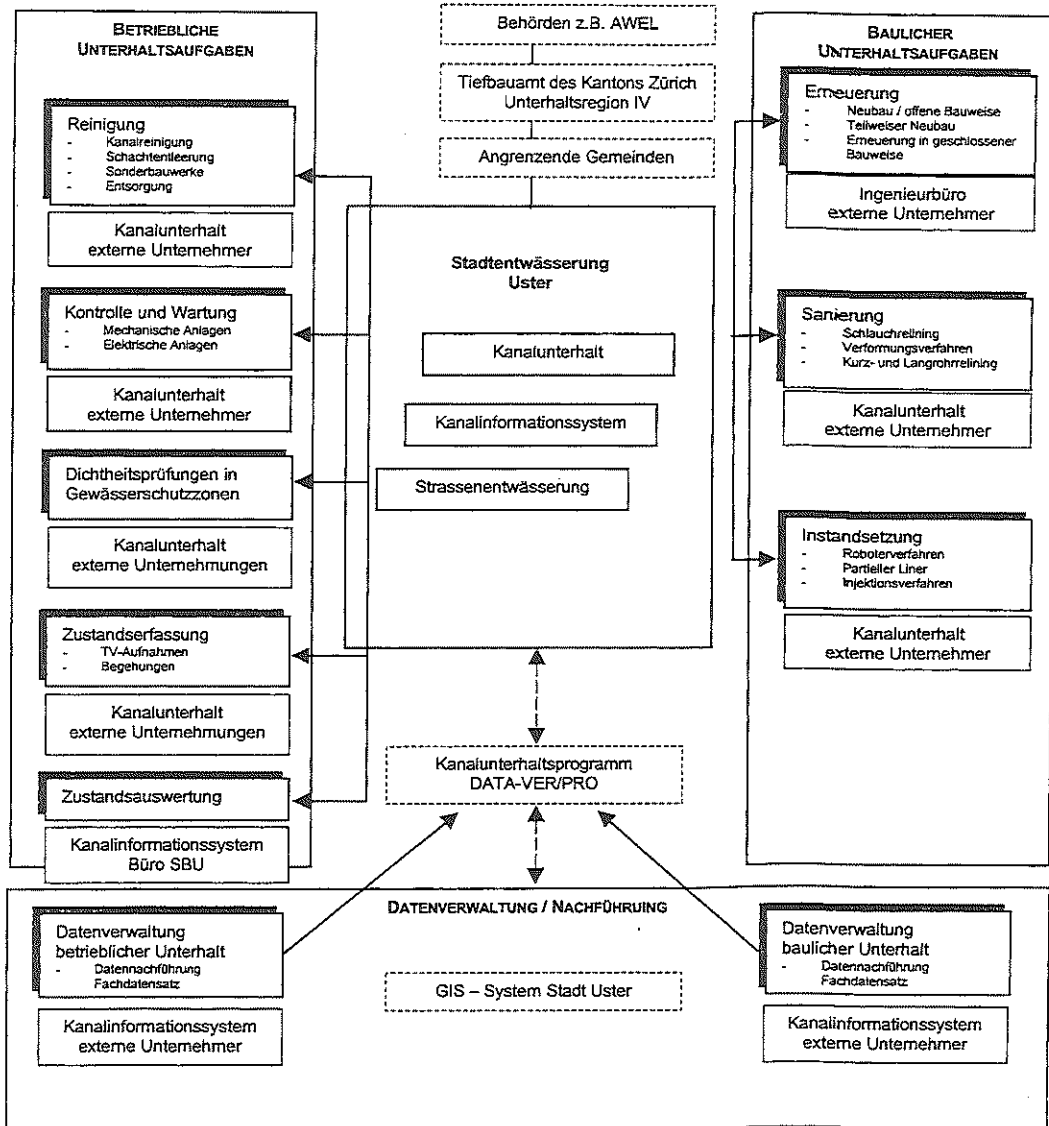 BETRIEBLICHE
UNTERHALTSAUFGABEN
Reinigung
- Kanalreinigung
- Schachtentleerung
- Sonderbauwerke
- Entsorgung
Kanalunterhalt
externe Unternehmer
Kontrolle und Wartung
- Mechanische Anlagen
- Elektrische Anlagen
Kanalunterhalt
externe Unternehmer
Dichtheitsprüfungen in
Gewässerschutzzonen
Kanalunterhalt
externe Unternehmungen
Zustandserfassung
- TV-Aufnahmen
- Begehungen
Kanalunterhalt
externe Unternehmungen
Zustandsauswertung
Kanalinformationssystem
Büro SBU
Behörden z.B. AWEL
Tiefbauamt des Kantons Zürich
Unterhaltsregion IV
Angrenzende Gemeinden
Stadtentwässerung
Uster
Kanalunterhalt
Kanalinformationssystem
Strassenentwässerung
Kanalunterhaltsprogramm
DATA-VER/PRO
BAULICHER
UNTERHALTSAUFGABEN
Erneuerung
- Neubau / offene Bauweise
- Teilweiser Neubau
- Erneuerung in geschlossener
Bauweise
Ingenieurbüro
externe Unternehmer
Sanierung
- Schlauchrelining
- Verformungsverfahren
- Kurz- und Langrohrrelining
Kanalunterhalt
externe Unternehmer
Instandsetzung
- Roboterverfahren
- Partieller Liner
- Injektionsverfahren
Kanalunterhalt
externe Unternehmer
DATENVERWALTUNG / NACHFÜHRUNG
Datenverwaltung
betrieblicher Unterhalt
- Datennachführung
Fachdatensatz
Kanalinformationssystem
externe Unternehmer
GIS – System Stadt Uster
Datenverwaltung
baulicher Unterhalt
- Datennachführung
Fachdatensatz
Kanalinformationssystem
externe Unternehmer